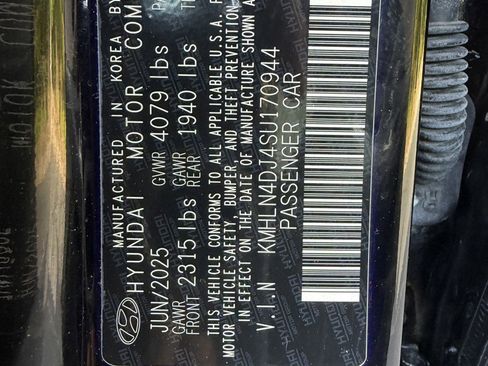 MANUFACTURED IN KOREA BY
HYUNDAI MOTOR COM
JUN/2025 GVWR 4079 lbs
GAWR FRONT 2315 lbs GAWR REAR 1940 lbs
THIS VEHICLE CONFORMS TO ALL APPLICABLE U.S.A. F
MOTOR VEHICLE SAFETY, BUMPER, AND THEFT PREVENTION
IN EFFECT ON THE DATE OF MANUFACTURE
V.I.N KMHLN4DJ4SU170944
PASSENGER CAR